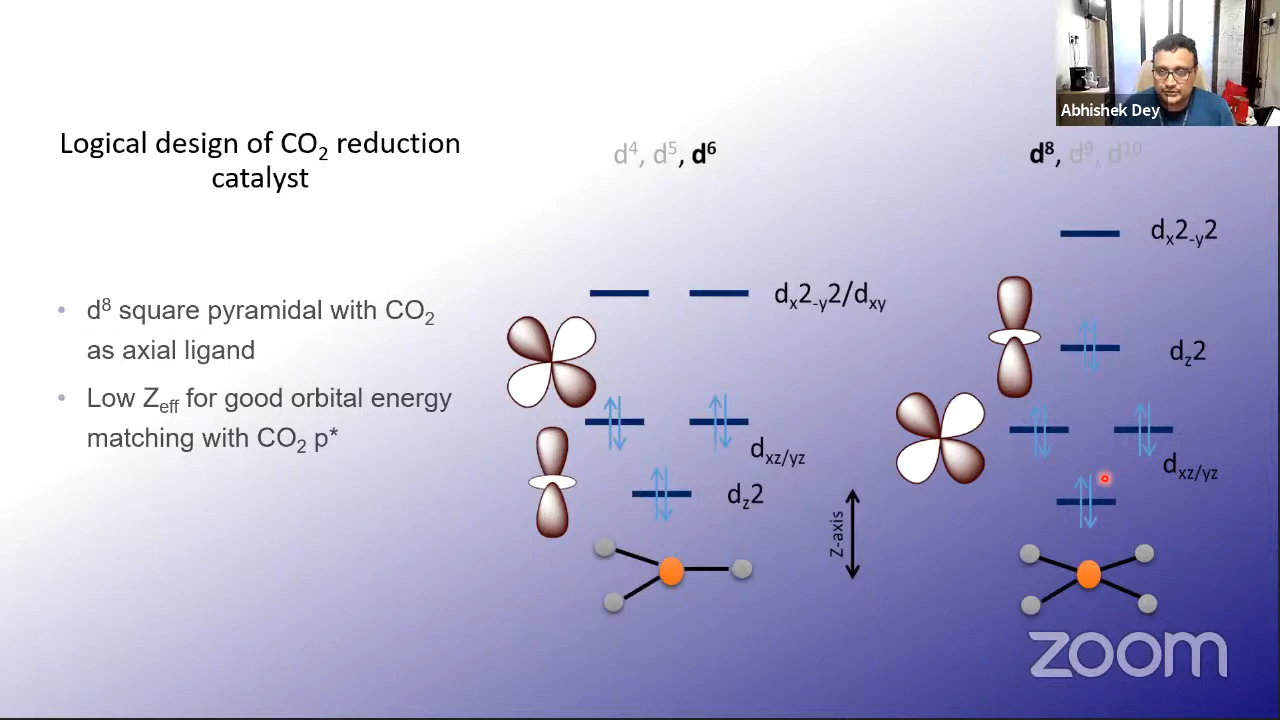 Abhishek Dey
Logical design of CO₂ reduction
catalyst
d⁴, d⁵, d⁶
d⁸, d⁹, d¹⁰
• d⁸ square pyramidal with CO₂
as axial ligand
• Low Zeff for good orbital energy
matching with CO₂ p*
dx2-y2/dxy
dxz/yz
dz2
Z-axis
dx2-y2
dz2
dxz/yz
zoom